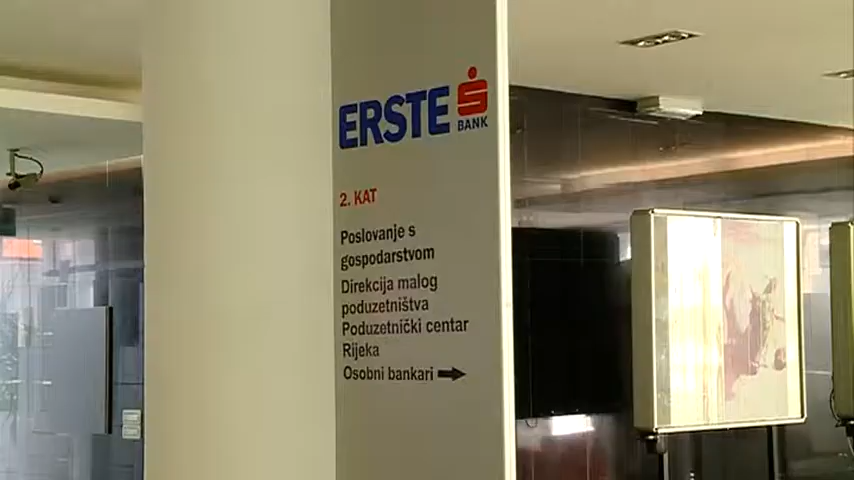 ERSTE
BANK
2. KAT
Poslovanje s
gospodarstvom
Direkcija malog
poduzetništva
Poduzetnički centar
Rijeka
Osobni bankari